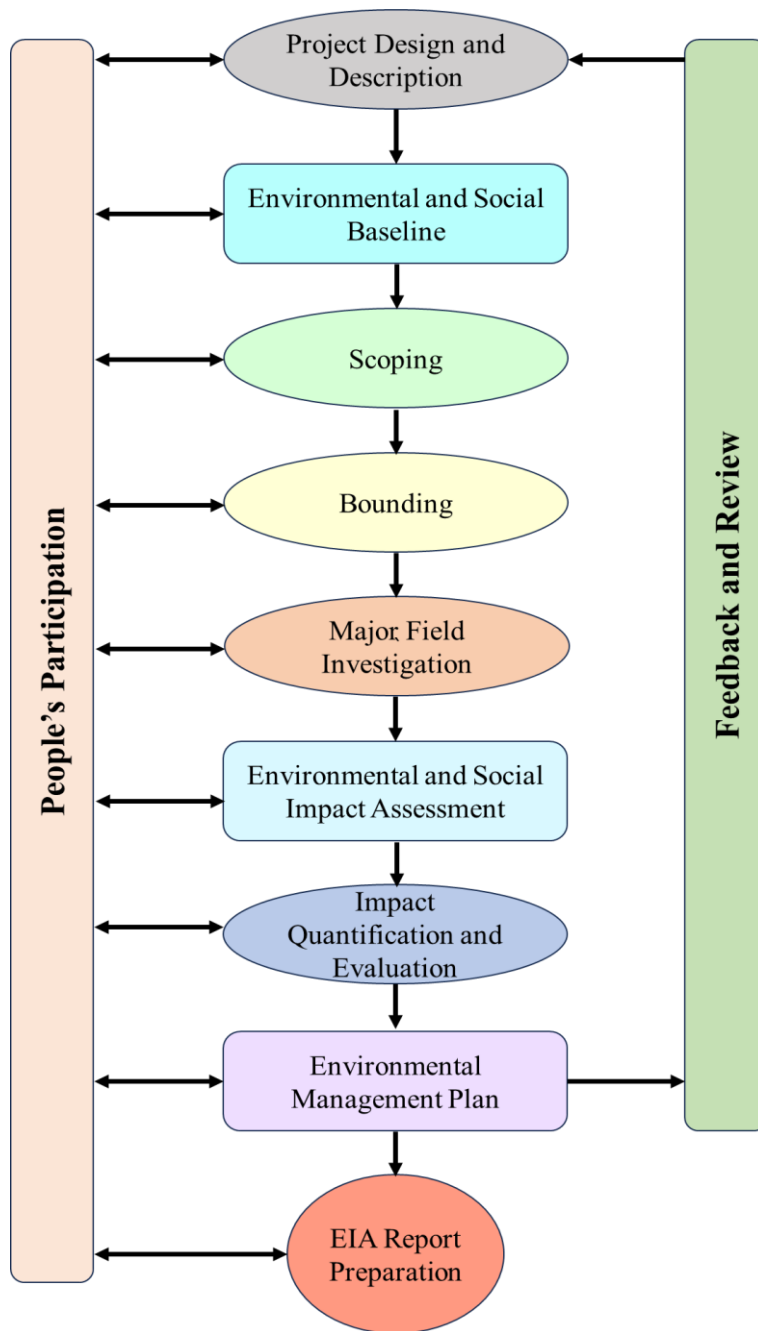 Project Design and
Description
Environmental and Social
Baseline
Scoping
Bounding
Major Field
Investigation
Environmental and Social
Impact Assessment
Impact
Quantification and
Evaluation
Environmental
Management Plan
EIA Report
Preparation
People’s Participation
Feedback and Review